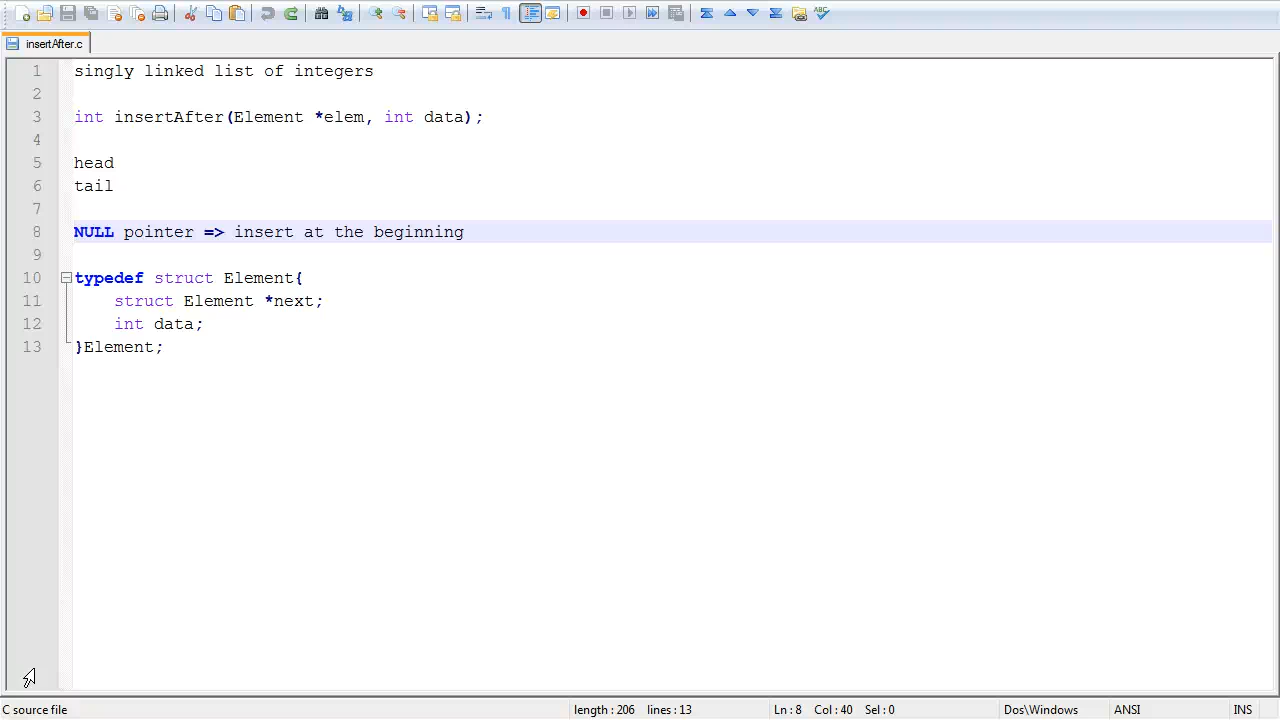 insertAfter.c
1 singly linked list of integers
2
3 int insertAfter(Element *elem, int data);
4
5 head
6 tail
7
8 NULL pointer => insert at the beginning
9
10 typedef struct Element{
11 struct Element *next;
12 int data;
13 }Element;
C source file length : 206 lines : 13 Ln : 8 Col : 40 Sel : 0 Dos\Windows ANSI INS